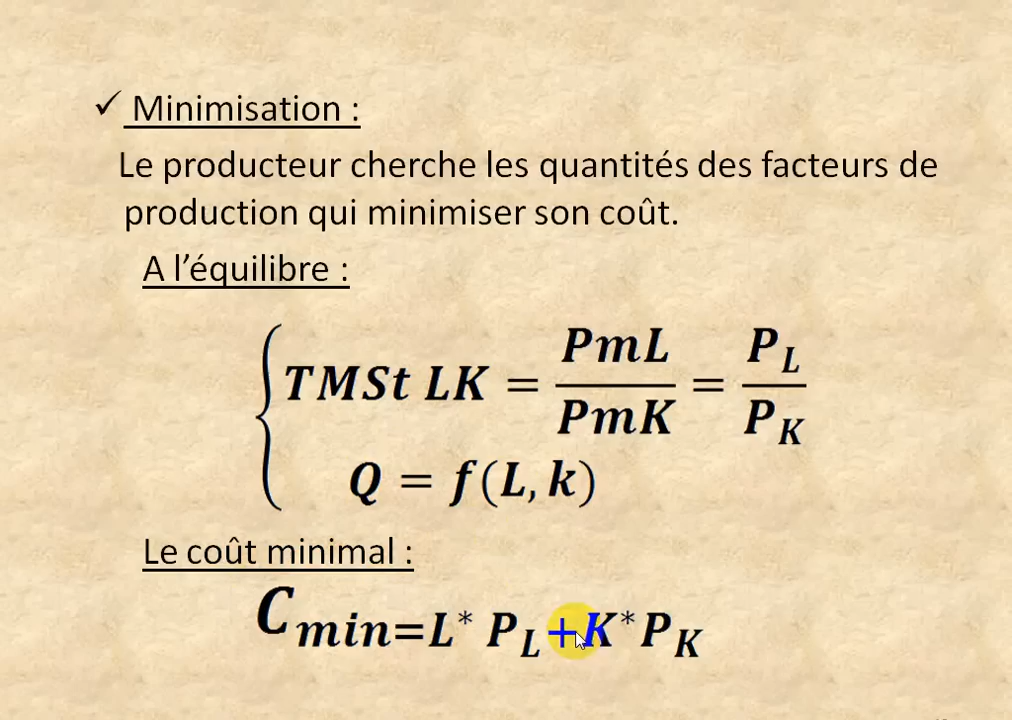 ✓ Minimisation :
Le producteur cherche les quantités des facteurs de
production qui minimiser son coût.
A l'équilibre :
TMSt LK = PmL / PmK = P_L / P_K
Q = f(L, k)
Le coût minimal :
C_min=L* P_L+K*P_K